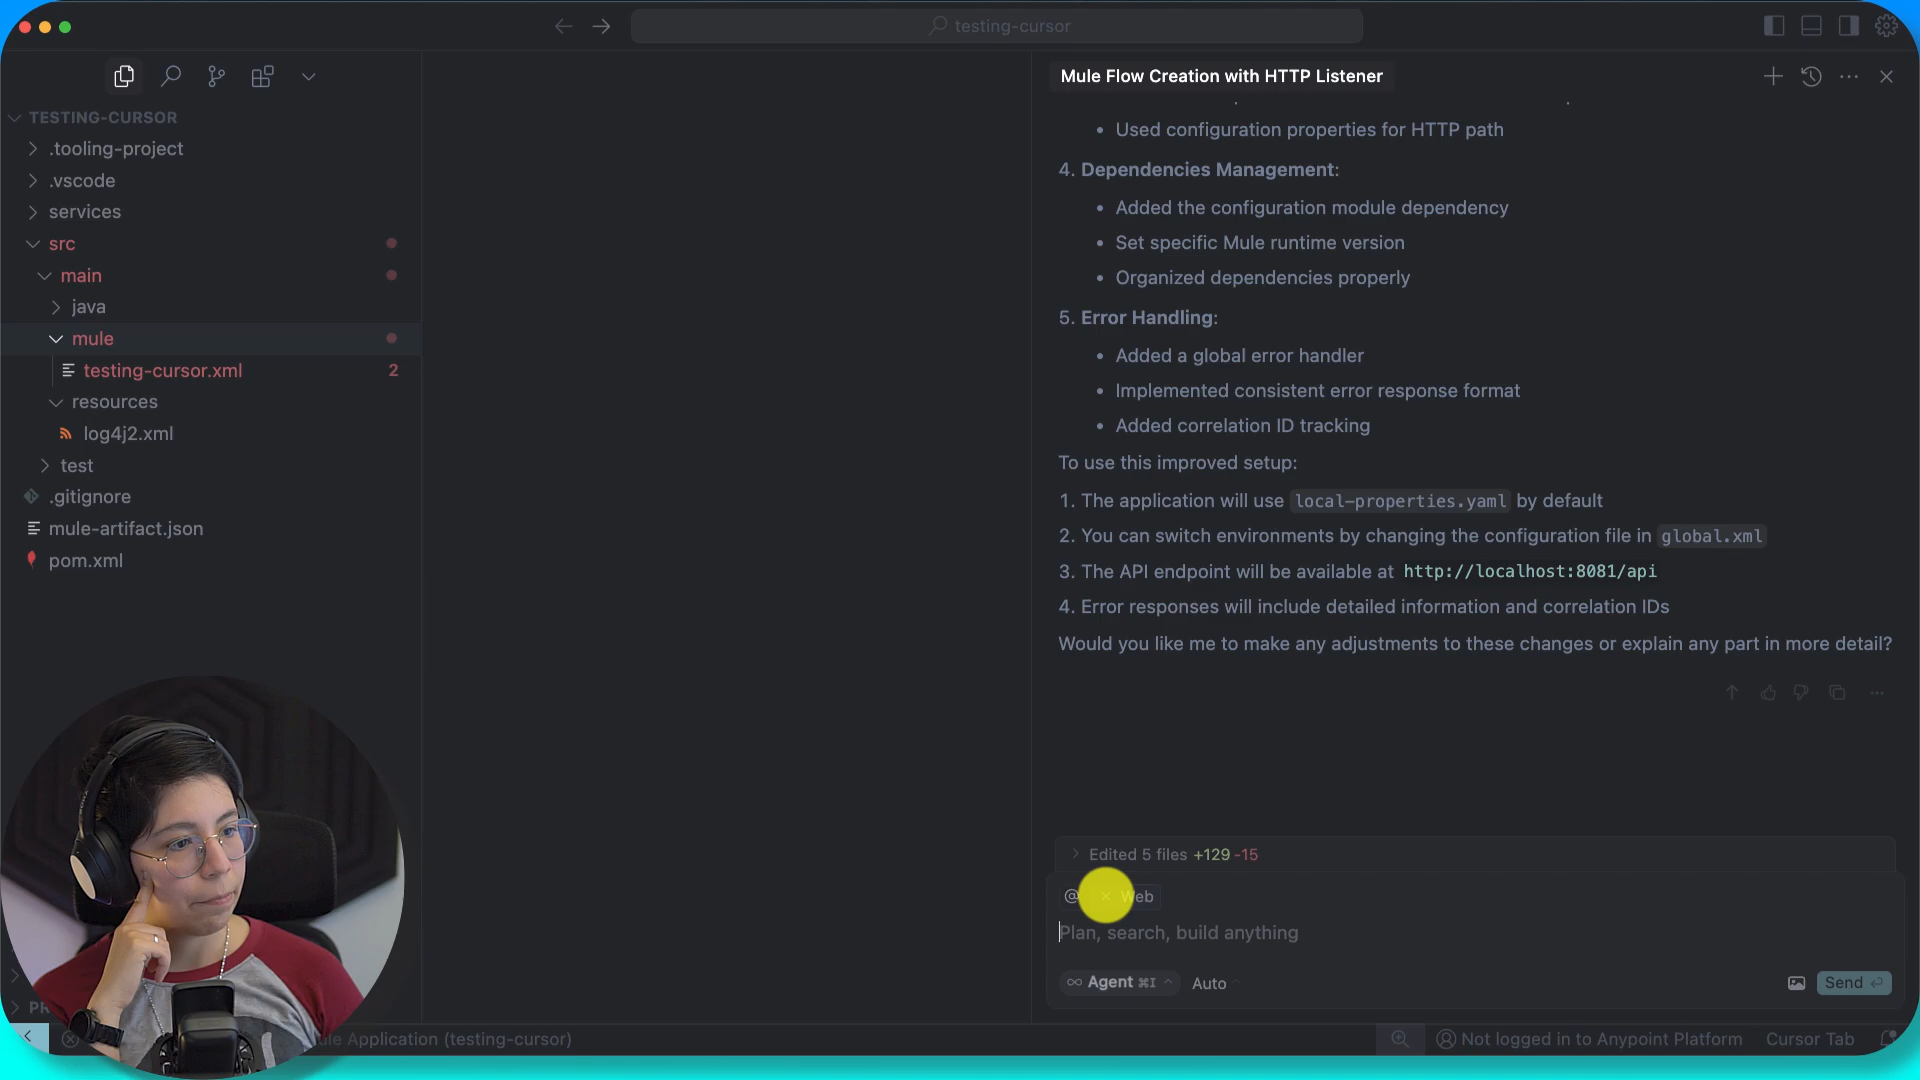 testing-cursor
TESTING-CURSOR
.tooling-project
.vscode
services
src
main
java
mule
testing-cursor.xml 2
resources
log4j2.xml
test
.gitignore
mule-artifact.json
pom.xml
Mule Flow Creation with HTTP Listener
• Used configuration properties for HTTP path
4. Dependencies Management:
• Added the configuration module dependency
• Set specific Mule runtime version
• Organized dependencies properly
5. Error Handling:
• Added a global error handler
• Implemented consistent error response format
• Added correlation ID tracking
To use this improved setup:
1. The application will use local-properties.yaml by default
2. You can switch environments by changing the configuration file in global.xml
3. The API endpoint will be available at http://localhost:8081/api
4. Error responses will include detailed information and correlation IDs
Would you like me to make any adjustments to these changes or explain any part in more detail?
Edited 5 files +129 -15
@ × Web
Plan, search, build anything
∞ Agent ⌘I Auto
Send
Application (testing-cursor)
Not logged in to Anypoint Platform
Cursor Tab